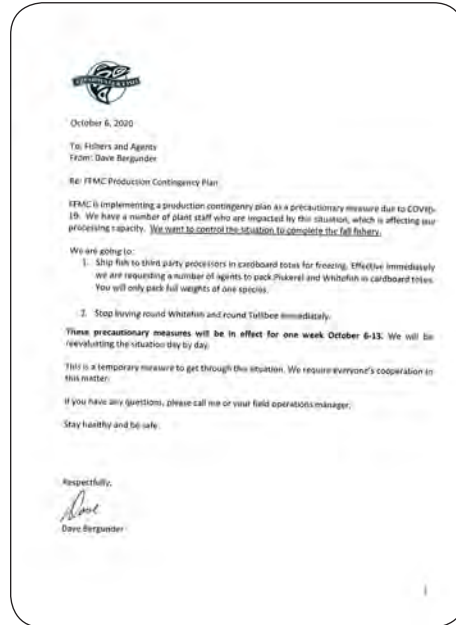 FRESHWATER FISH
October 6, 2020
To: Fishers and Agents
From: Dave Bergunder
Re: FFMC Production Contingency Plan
FFMC is implementing a production contingency plan as a precautionary measure due to COVID-
19. We have a number of plant staff who are impacted by this situation, which is affecting our
processing capacity. We want to control the situation to complete the fall fishery.
We are going to:
1. Ship fish to third party processors in cardboard totes for freezing. Effective immediately
we are requesting a number of agents to pack Pickerel and Whitefish in cardboard totes.
You will only pack full weights of one species.
2. Stop buying round Whitefish and round Tullibee immediately.
These precautionary measures will be in effect for one week October 6-13. We will be
reevaluating the situation day by day.
This is a temporary measure to get through this situation. We require everyone's cooperation in
this matter.
If you have any questions, please call me or your field operations manager.
Stay healthy and be safe.
Respectfully,
Dave
Dave Bergunder